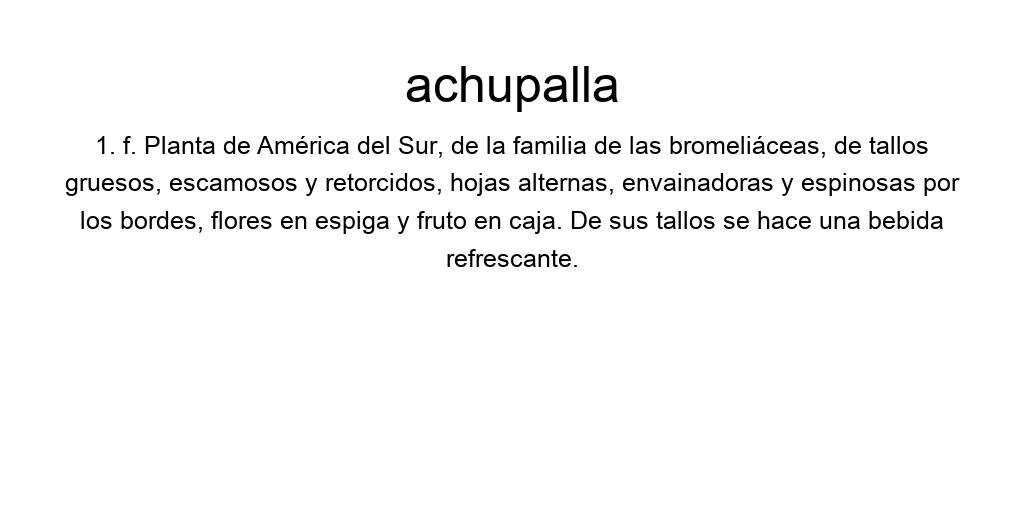 achupalla
1. f. Planta de América del Sur, de la familia de las bromeliáceas, de tallos
gruesos, escamosos y retorcidos, hojas alternas, envainadoras y espinosas por
los bordes, flores en espiga y fruto en caja. De sus tallos se hace una bebida
refrescante.